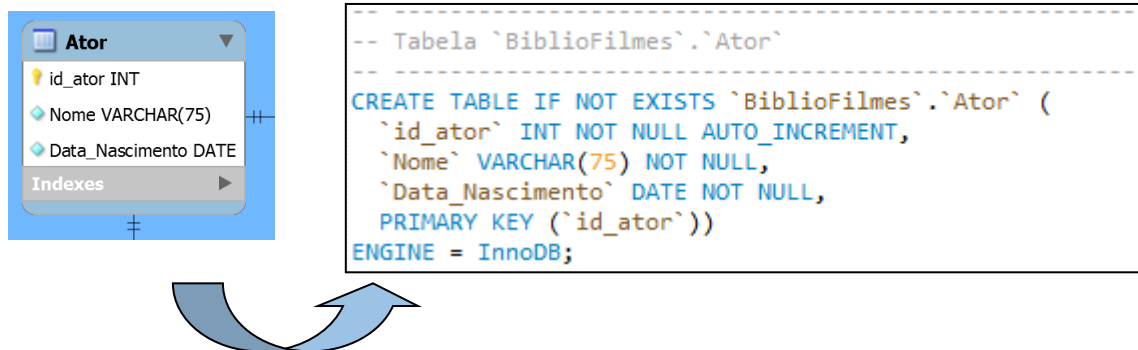 Ator
id_ator INT
Nome VARCHAR(75)
Data_Nascimento DATE
Indexes
-- ----------------------------------------------------
-- Tabela `BiblioFilmes`.`Ator`
-- ----------------------------------------------------
CREATE TABLE IF NOT EXISTS `BiblioFilmes`.`Ator` (
  `id_ator` INT NOT NULL AUTO_INCREMENT,
  `Nome` VARCHAR(75) NOT NULL,
  `Data_Nascimento` DATE NOT NULL,
  PRIMARY KEY (`id_ator`))
ENGINE = InnoDB;